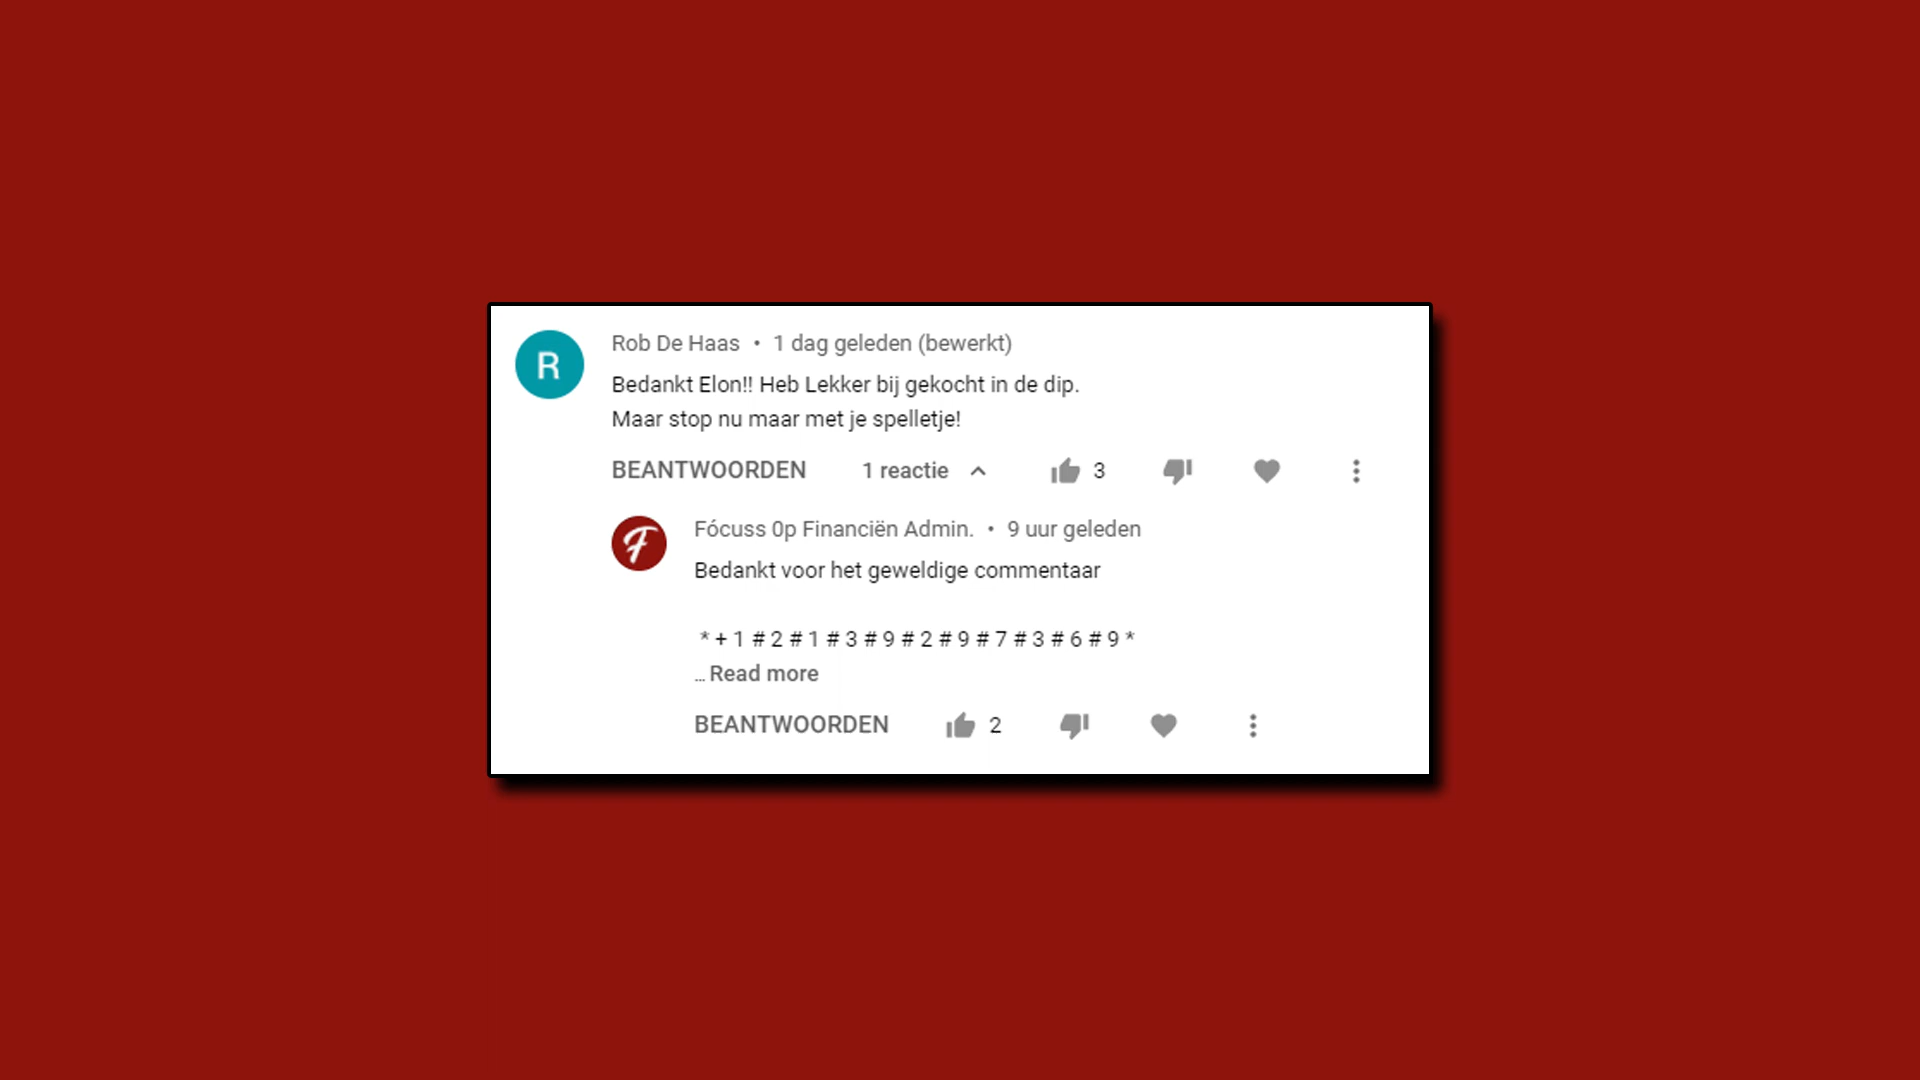 R
Rob De Haas • 1 dag geleden (bewerkt)
Bedankt Elon!! Heb Lekker bij gekocht in de dip.
Maar stop nu maar met je spelletje!
BEANTWOORDEN 1 reactie 3
F
Fócuss 0p Financiën Admin. • 9 uur geleden
Bedankt voor het geweldige commentaar
* + 1 # 2 # 1 # 3 # 9 # 2 # 9 # 7 # 3 # 6 # 9 *
... Read more
BEANTWOORDEN 2